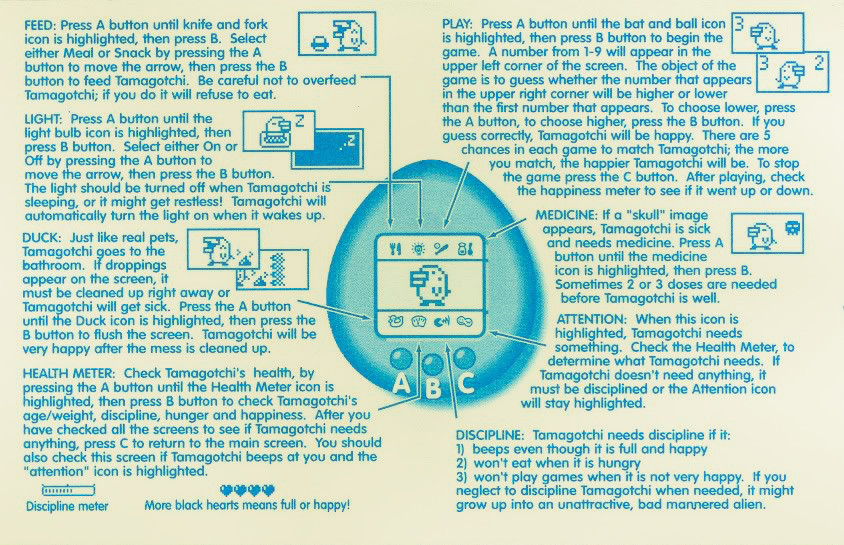 FEED: Press A button until knife and fork
icon is highlighted, then press B. Select
either Meal or Snack by pressing the A
button to move the arrow, then press the B
button to feed Tamagotchi. Be careful not to overfeed
Tamagotchi; if you do it will refuse to eat.
LIGHT: Press A button until the
light bulb icon is highlighted, then
press B button. Select either On or
Off by pressing the A button to
move the arrow, then press the B button.
The light should be turned off when Tamagotchi is
sleeping, or it might get restless! Tamagotchi will
automatically turn the light on when it wakes up.
Z
Z
DUCK: Just like real pets,
Tamagotchi goes to the
bathroom. If droppings
appear on the screen, it
must be cleaned up right away or
Tamagotchi will get sick. Press the A button
until the Duck icon is highlighted, then press the
B button to flush the screen. Tamagotchi will be
very happy after the mess is cleaned up.
HEALTH METER: Check Tamagotchi's health, by
pressing the A button until the Health Meter icon is
highlighted, then press B button to check Tamagotchi's
age/weight, discipline, hunger and happiness. After you
have checked all the screens to see if Tamagotchi needs
anything, press C to return to the main screen. You should
also check this screen if Tamagotchi beeps at you and the
"attention" icon is highlighted.
Discipline meter
More black hearts means full or happy!
A B C
PLAY: Press A button until the bat and ball icon
is highlighted, then press B button to begin the
game. A number from 1-9 will appear in the
upper left corner of the screen. The object of the
game is to guess whether the number that appears
in the upper right corner will be higher or lower
than the first number that appears. To choose lower, press
the A button, to choose higher, press the B button. If you
guess correctly, Tamagotchi will be happy. There are 5
chances in each game to match Tamagotchi; the more
you match, the happier Tamagotchi will be. To stop
the game press the C button. After playing, check
the happiness meter to see if it went up or down.
3
3 2
MEDICINE: If a "skull" image
appears, Tamagotchi is sick
and needs medicine. Press A
button until the medicine
icon is highlighted, then press B.
Sometimes 2 or 3 doses are needed
before Tamagotchi is well.
ATTENTION: When this icon is
highlighted, Tamagotchi needs
something. Check the Health Meter, to
determine what Tamagotchi needs. If
Tamagotchi doesn't need anything, it
must be disciplined or the Attention icon
will stay highlighted.
DISCIPLINE: Tamagotchi needs discipline if it:
1) beeps even though it is full and happy
2) won't eat when it is hungry
3) won't play games when it is not very happy. If you
neglect to discipline Tamagotchi when needed, it might
grow up into an unattractive, bad mannered alien.